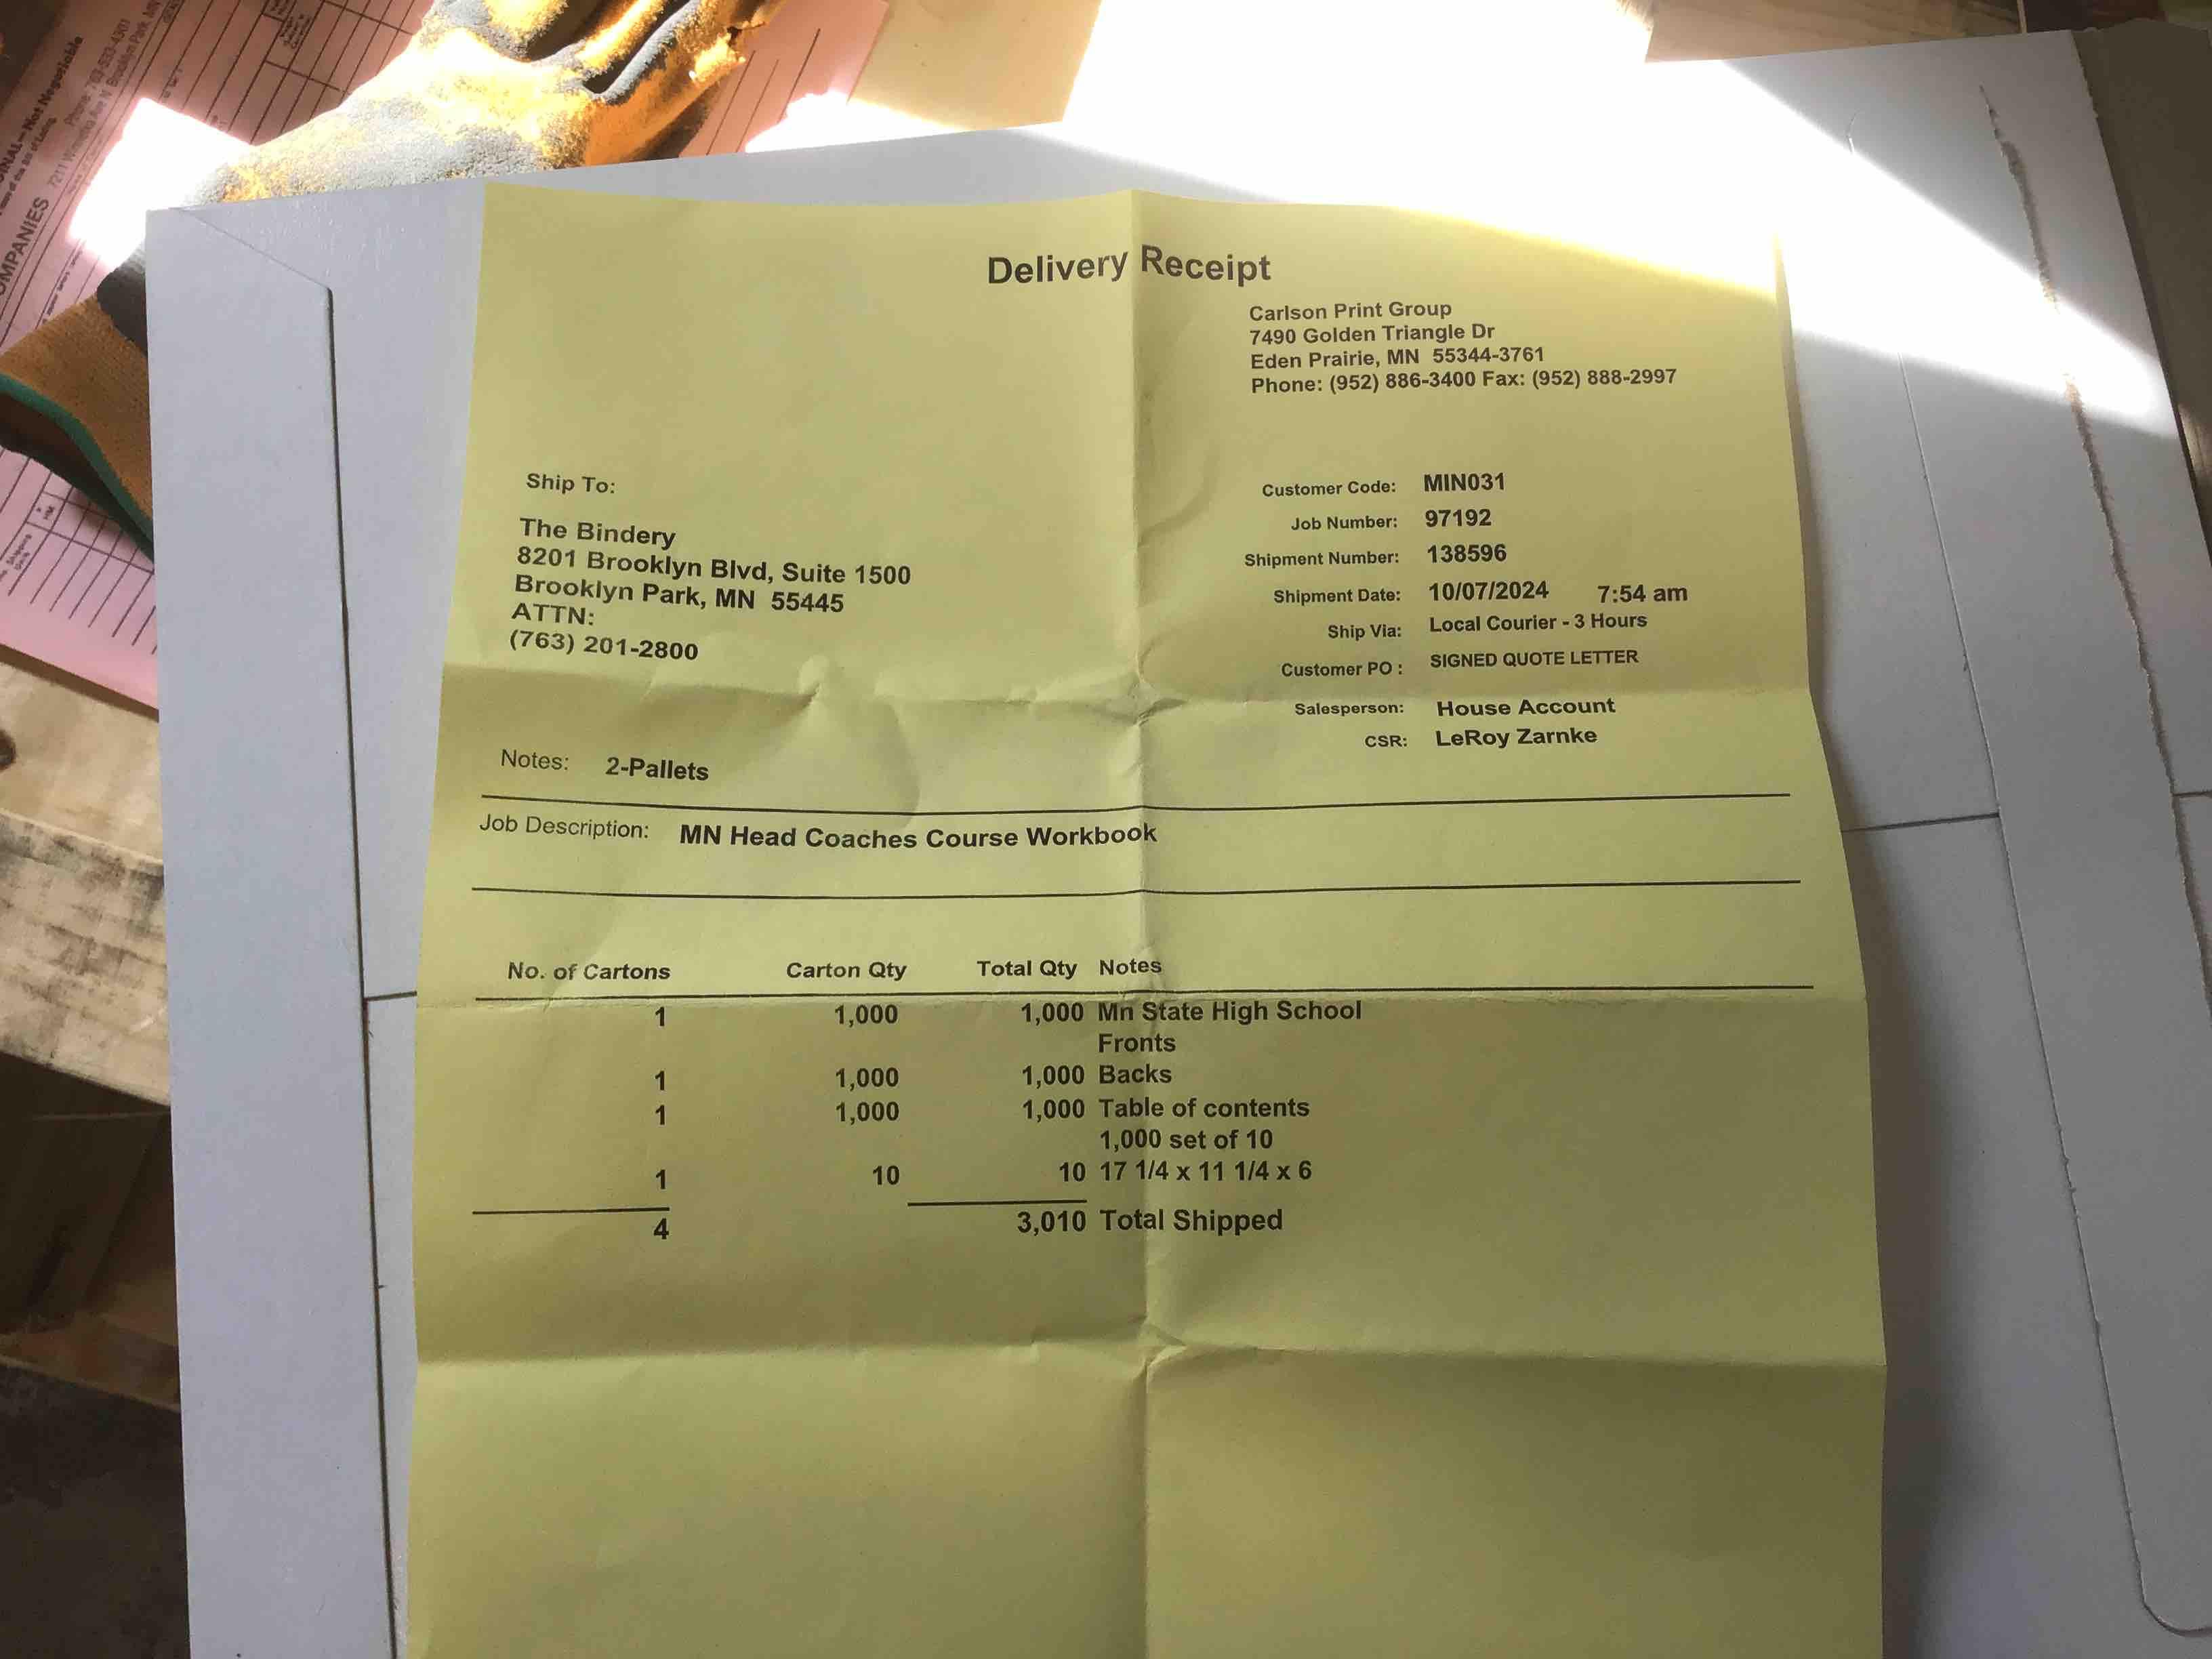 ONAL—Not Negotiable
OMPANIES
Delivery Receipt
Carlson Print Group
7490 Golden Triangle Dr
Eden Prairie, MN 55344-3761
Phone: (952) 886-3400 Fax: (952) 888-2997
Ship To:
The Bindery
8201 Brooklyn Blvd, Suite 1500
Brooklyn Park, MN 55445
ATTN:
(763) 201-2800
Customer Code: MIN031
Job Number: 97192
Shipment Number: 138596
Shipment Date: 10/07/2024 7:54 am
Ship Via: Local Courier - 3 Hours
Customer PO : SIGNED QUOTE LETTER
Salesperson: House Account
CSR: LeRoy Zarnke
Notes: 2-Pallets
Job Description: MN Head Coaches Course Workbook
No. of Cartons Carton Qty Total Qty Notes
1 1,000 1,000 Mn State High School
Fronts
1 1,000 1,000 Backs
1 1,000 1,000 Table of contents
1,000 set of 10
1 10 10 17 1/4 x 11 1/4 x 6
4 3,010 Total Shipped